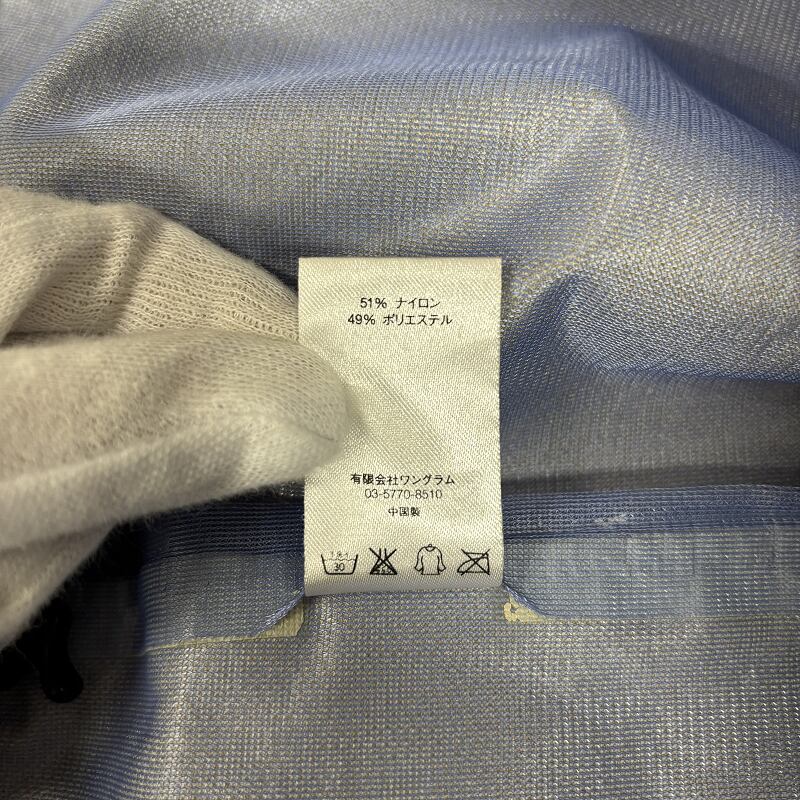 51% ナイロン
49% ポリエステル
有限会社ワングラム
03-5770-8510
中国製
30